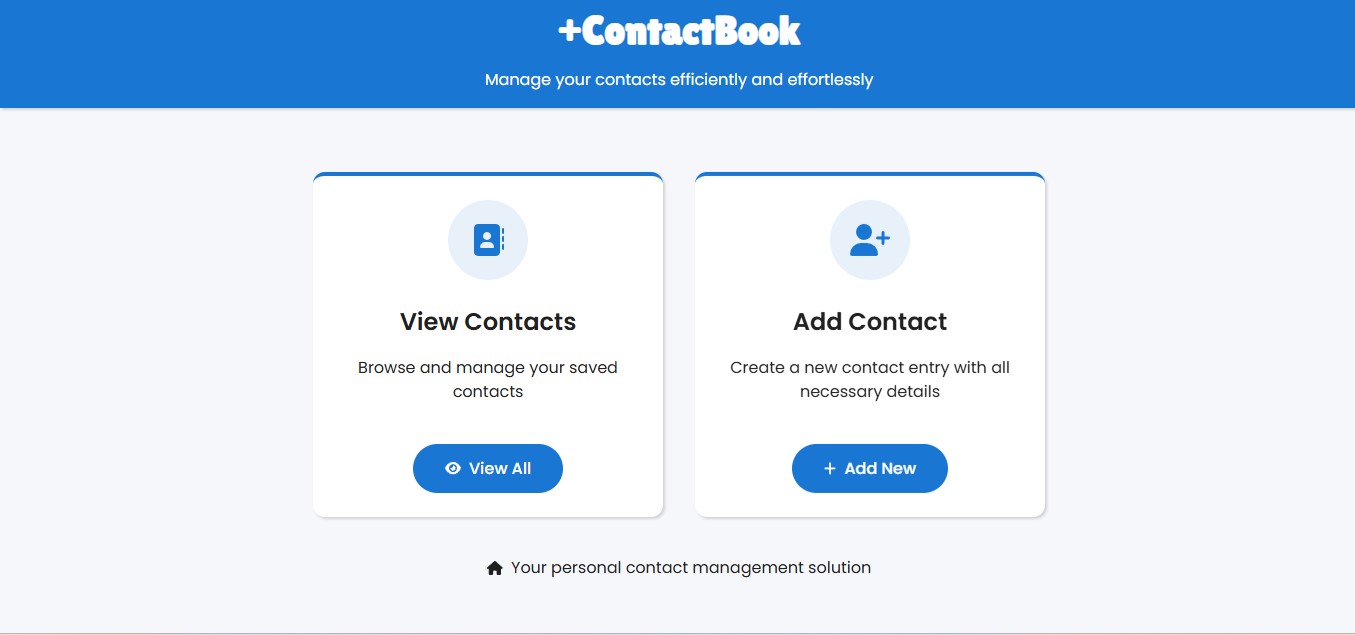 +ContactBook
Manage your contacts efficiently and effortlessly
View Contacts
Browse and manage your saved
contacts
View All
Add Contact
Create a new contact entry with all
necessary details
+ Add New
Your personal contact management solution